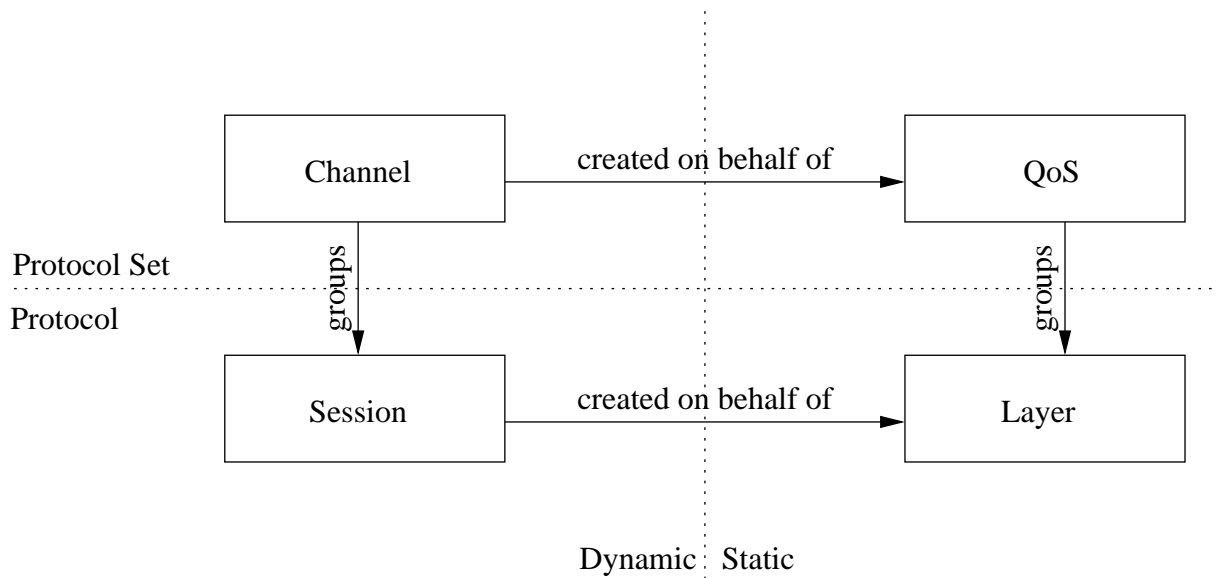 Channel
created on behalf of
QoS
groups
groups
Protocol Set
Protocol
Session
created on behalf of
Layer
Dynamic
Static